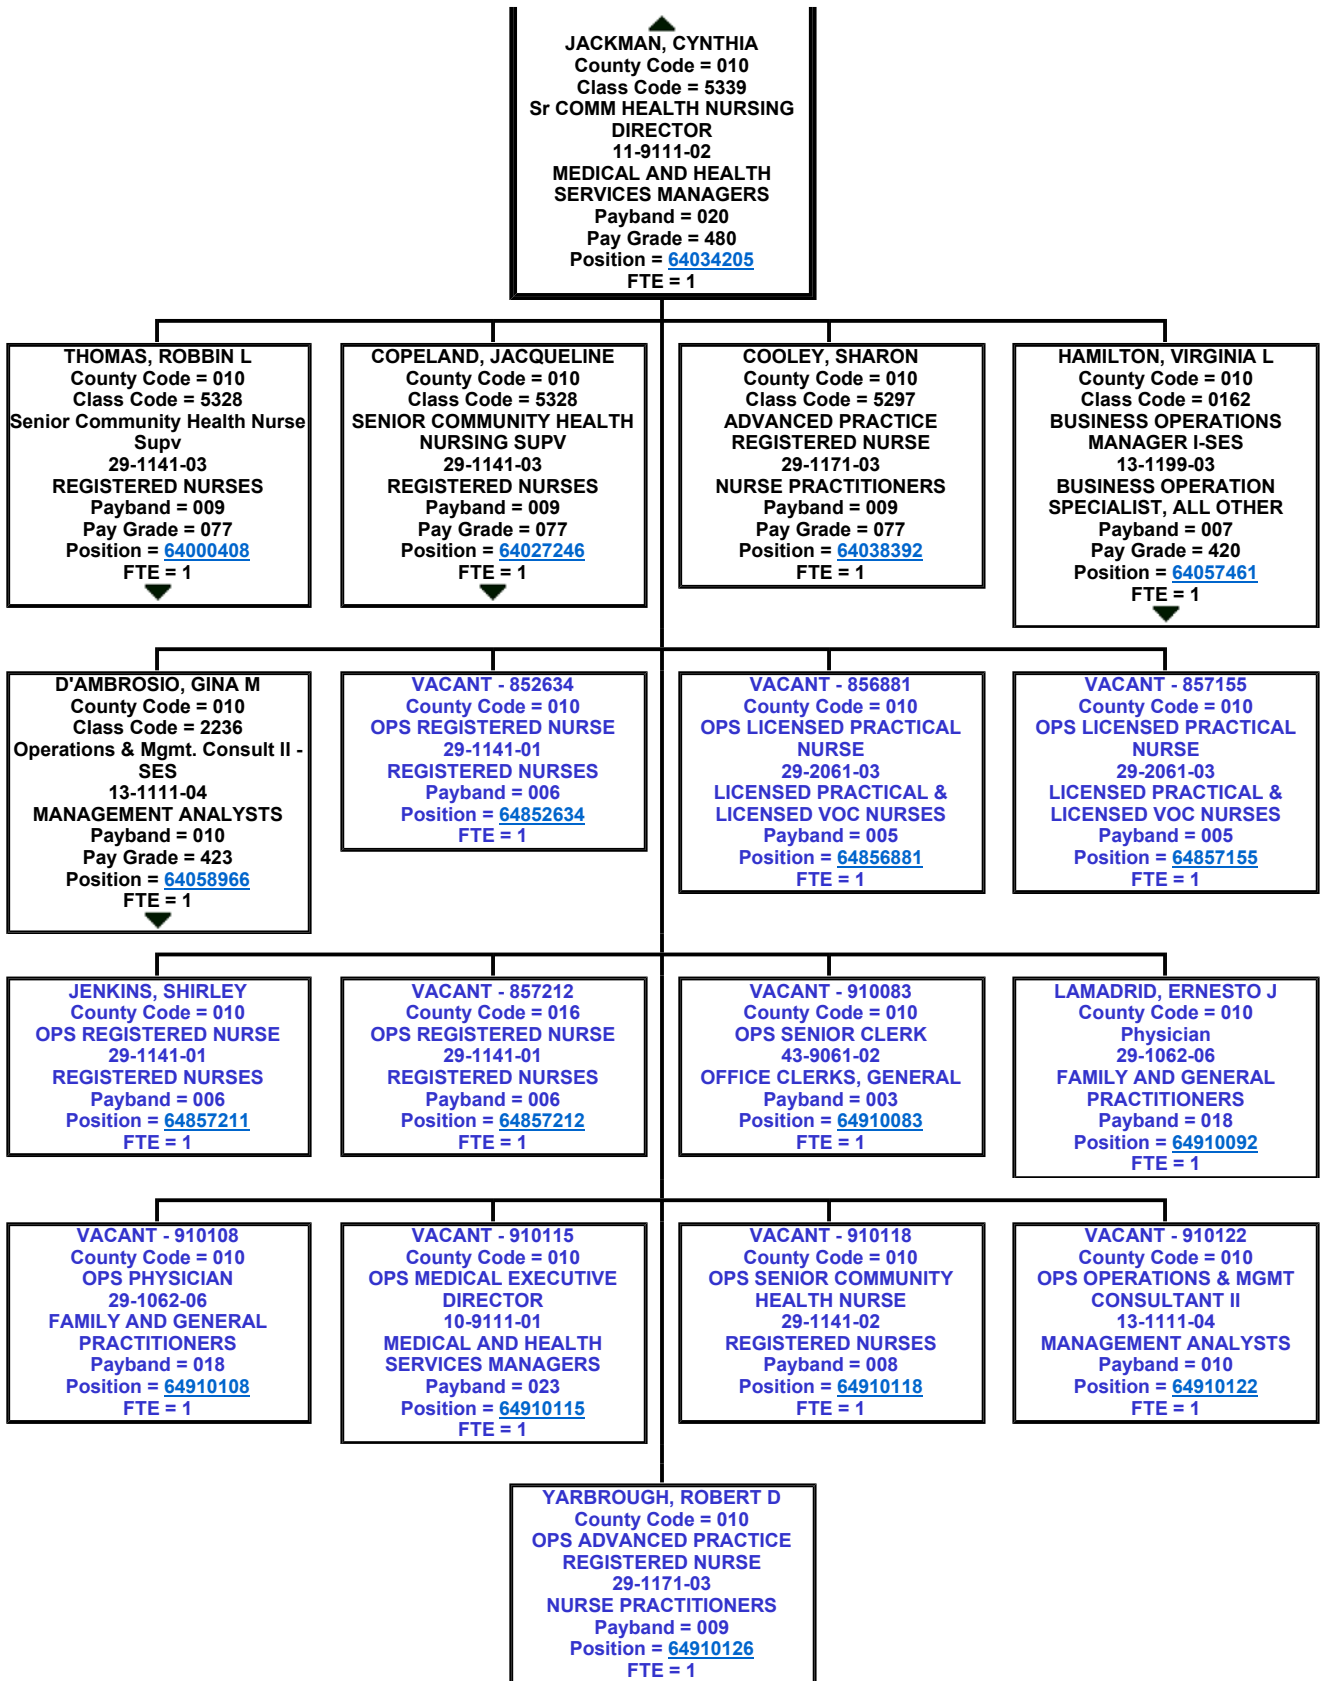 JACKMAN, CYNTHIA
County Code = 010
Class Code = 5339
Sr COMM HEALTH NURSING
DIRECTOR
11-9111-02
MEDICAL AND HEALTH
SERVICES MANAGERS
Payband = 020
Pay Grade = 480
Position = 64034205
FTE = 1
THOMAS, ROBBIN L
County Code = 010
Class Code = 5328
Senior Community Health Nurse
Supv
29-1141-03
REGISTERED NURSES
Payband = 009
Pay Grade = 077
Position = 64000408
FTE = 1
COPELAND, JACQUELINE
County Code = 010
Class Code = 5328
SENIOR COMMUNITY HEALTH
NURSING SUPV
29-1141-03
REGISTERED NURSES
Payband = 009
Pay Grade = 077
Position = 64027246
FTE = 1
COOLEY, SHARON
County Code = 010
Class Code = 5297
ADVANCED PRACTICE
REGISTERED NURSE
29-1171-03
NURSE PRACTITIONERS
Payband = 009
Pay Grade = 077
Position = 64038392
FTE = 1
HAMILTON, VIRGINIA L
County Code = 010
Class Code = 0162
BUSINESS OPERATIONS
MANAGER I-SES
13-1199-03
BUSINESS OPERATION
SPECIALIST, ALL OTHER
Payband = 007
Pay Grade = 420
Position = 64057461
FTE = 1
D'AMBROSIO, GINA M
County Code = 010
Class Code = 2236
Operations & Mgmt. Consult II -
SES
13-1111-04
MANAGEMENT ANALYSTS
Payband = 010
Pay Grade = 423
Position = 64058966
FTE = 1
VACANT - 852634
County Code = 010
OPS REGISTERED NURSE
29-1141-01
REGISTERED NURSES
Payband = 006
Position = 64852634
FTE = 1
VACANT - 856881
County Code = 010
OPS LICENSED PRACTICAL
NURSE
29-2061-03
LICENSED PRACTICAL &
LICENSED VOC NURSES
Payband = 005
Position = 64856881
FTE = 1
VACANT - 857155
County Code = 010
OPS LICENSED PRACTICAL
NURSE
29-2061-03
LICENSED PRACTICAL &
LICENSED VOC NURSES
Payband = 005
Position = 64857155
FTE = 1
JENKINS, SHIRLEY
County Code = 010
OPS REGISTERED NURSE
29-1141-01
REGISTERED NURSES
Payband = 006
Position = 64857211
FTE = 1
VACANT - 857212
County Code = 016
OPS REGISTERED NURSE
29-1141-01
REGISTERED NURSES
Payband = 006
Position = 64857212
FTE = 1
VACANT - 910083
County Code = 010
OPS SENIOR CLERK
43-9061-02
OFFICE CLERKS, GENERAL
Payband = 003
Position = 64910083
FTE = 1
LAMADRID, ERNESTO J
County Code = 010
Physician
29-1062-06
FAMILY AND GENERAL
PRACTITIONERS
Payband = 018
Position = 64910092
FTE = 1
VACANT - 910108
County Code = 010
OPS PHYSICIAN
29-1062-06
FAMILY AND GENERAL
PRACTITIONERS
Payband = 018
Position = 64910108
FTE = 1
VACANT - 910115
County Code = 010
OPS MEDICAL EXECUTIVE
DIRECTOR
10-9111-01
MEDICAL AND HEALTH
SERVICES MANAGERS
Payband = 023
Position = 64910115
FTE = 1
VACANT - 910118
County Code = 010
OPS SENIOR COMMUNITY
HEALTH NURSE
29-1141-02
REGISTERED NURSES
Payband = 008
Position = 64910118
FTE = 1
VACANT - 910122
County Code = 010
OPS OPERATIONS & MGMT
CONSULTANT II
13-1111-04
MANAGEMENT ANALYSTS
Payband = 010
Position = 64910122
FTE = 1
YARBROUGH, ROBERT D
County Code = 010
OPS ADVANCED PRACTICE
REGISTERED NURSE
29-1171-03
NURSE PRACTITIONERS
Payband = 009
Position = 64910126
FTE = 1